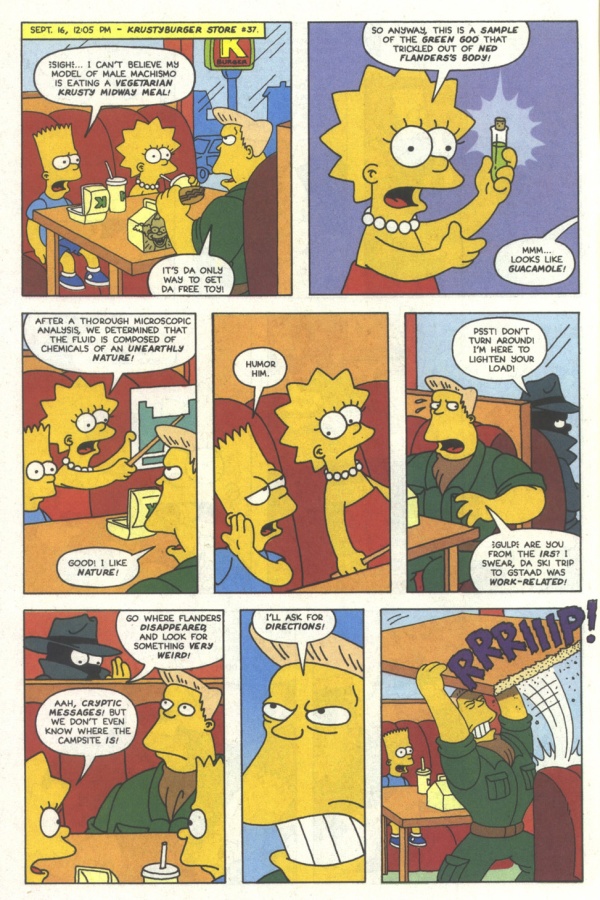 SEPT. 16, 12:05 PM – KRUSTYBURGER STORE #37.
¡SIGH!... I CAN'T BELIEVE MY
MODEL OF MALE MACHISMO
IS EATING A VEGETARIAN
KRUSTY MIDWAY MEAL!
K
BURGER
K
IT'S DA ONLY
WAY TO GET
DA FREE TOY!
SO ANYWAY, THIS IS A SAMPLE
OF THE GREEN GOO THAT
TRICKLED OUT OF NED
FLANDERS'S BODY!
MMM...
LOOKS LIKE
GUACAMOLE!
AFTER A THOROUGH MICROSCOPIC
ANALYSIS, WE DETERMINED THAT
THE FLUID IS COMPOSED OF
CHEMICALS OF AN UNEARTHLY
NATURE!
GOOD! I LIKE
NATURE!
HUMOR
HIM.
PSST! DON'T
TURN AROUND!
I'M HERE TO
LIGHTEN YOUR
LOAD!
¡GULP! ARE YOU
FROM THE IRS? I
SWEAR, DA SKI TRIP
TO GSTAAD WAS
WORK-RELATED!
GO WHERE FLANDERS
DISAPPEARED,
AND LOOK FOR
SOMETHING VERY
WEIRD!
AAH, CRYPTIC
MESSAGES! BUT
WE DON'T EVEN
KNOW WHERE THE
CAMPSITE IS!
I'LL ASK FOR
DIRECTIONS!
RRRIIIP!